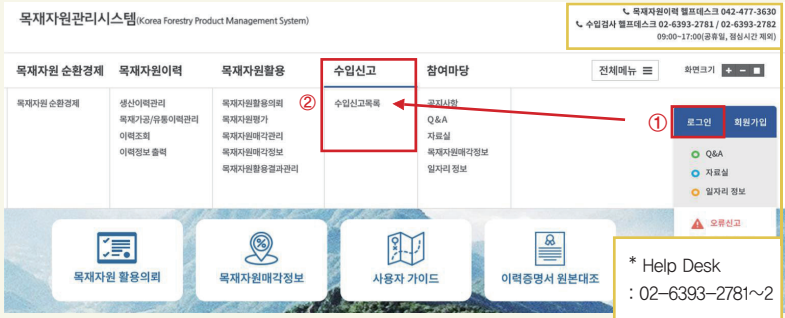 목재자원관리시스템(Korea Forestry Product Management System)
목재자원이력 헬프데스크 042-477-3630
수입검사 헬프데스크 02-6393-2781 / 02-6393-2782
09:00~17:00(공휴일, 점심시간 제외)
목재자원 순환경제 목재자원이력 목재자원활용 수입신고 참여마당 전체메뉴 화면크기 + -
목재자원 순환경제
생산이력관리
목재가공/유통이력관리
이력조회
이력정보 출력
목재자원활용의뢰
목재자원평가
목재자원매각관리
목재자원매각정보
목재자원활용결과관리
② 수입신고목록
공지사항
Q&A
자료실
목재자원매각정보
일자리 정보
① 로그인 회원가입
Q&A
자료실
일자리 정보
오류신고
목재자원 활용의뢰
목재자원매각정보
사용자 가이드
이력증명서 원본대조
* Help Desk
: 02-6393-2781~2